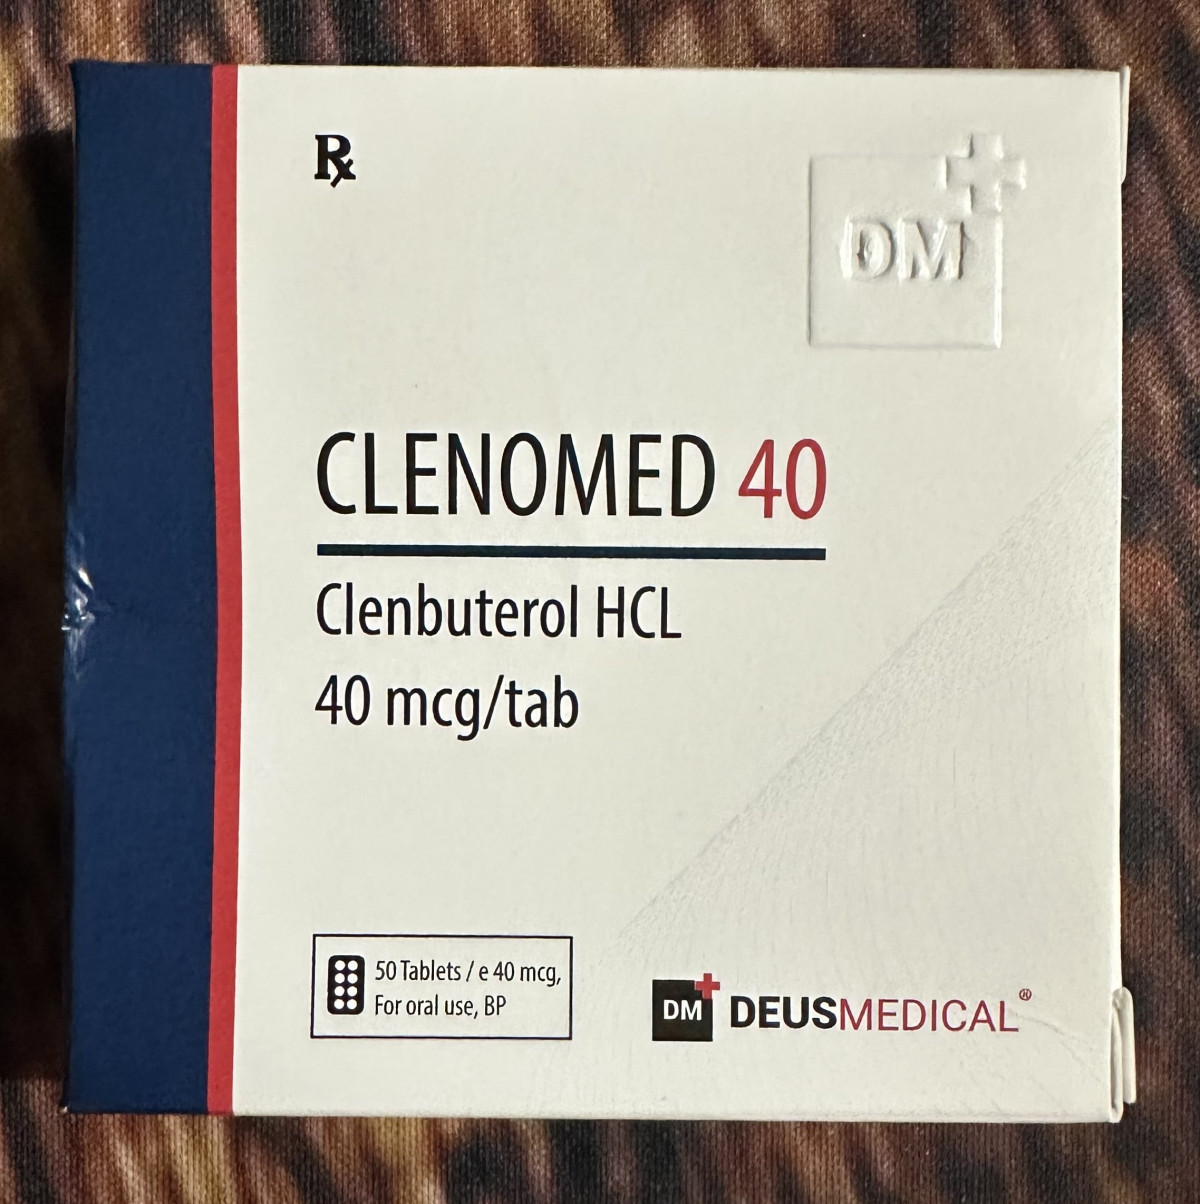 Rx
DM
CLENOMED 40
Clenbuterol HCL
40 mcg/tab
50 Tablets / e 40 mcg,
For oral use, BP
DM DEUSMEDICAL®